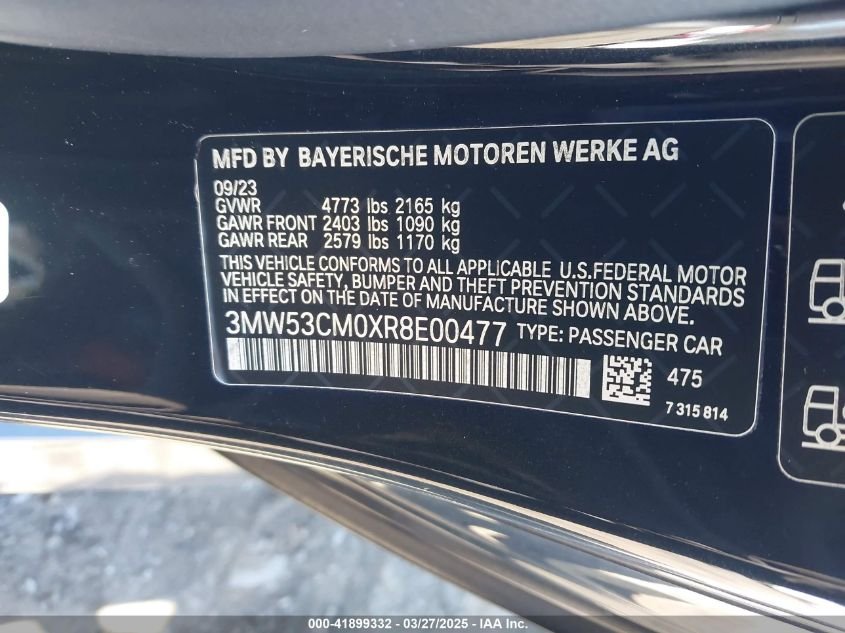 MFD BY BAYERISCHE MOTOREN WERKE AG
09/23
GVWR 4773 lbs 2165 kg
GAWR FRONT 2403 lbs 1090 kg
GAWR REAR 2579 lbs 1170 kg
THIS VEHICLE CONFORMS TO ALL APPLICABLE U.S.FEDERAL MOTOR
VEHICLE SAFETY, BUMPER AND THEFT PREVENTION STANDARDS
IN EFFECT ON THE DATE OF MANUFACTURE SHOWN ABOVE.
3MW53CM0XR8E00477 TYPE: PASSENGER CAR
475
7 315 814
000-41899332 / 03/27/2025 - Copyright © IAA Inc.